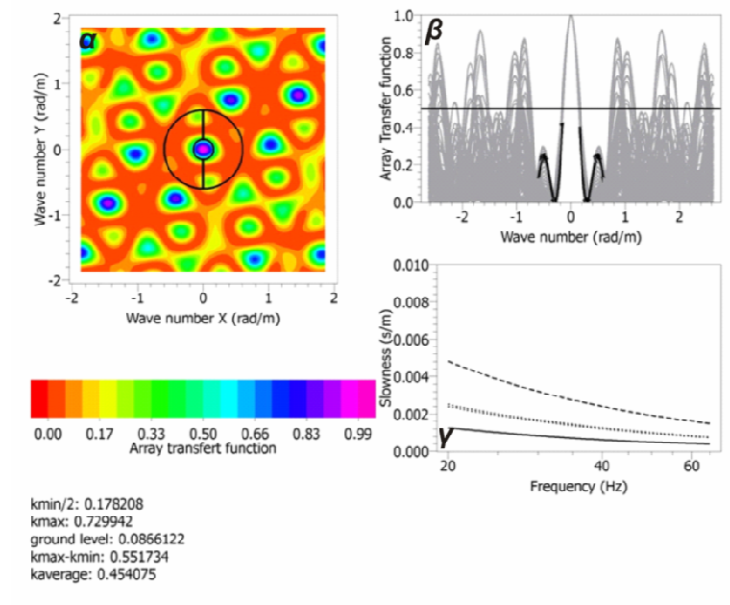 α
2
1
0
-1
-2
Wave number Y (rad/m)
-2 -1 0 1 2
Wave number X (rad/m)
β
1.0
0.8
0.6
0.4
0.2
0.0
Array Transfer function
-2 -1 0 1 2
Wave number (rad/m)
0.010
0.008
0.006
0.004
0.002
0.000
Slowness (s/m)
γ
20 40 60
Frequency (Hz)
0.00 0.17 0.33 0.50 0.66 0.83 0.99
Array transfert function
kmin/2: 0.178208
kmax: 0.729942
ground level: 0.0866122
kmax-kmin: 0.551734
kaverage: 0.454075